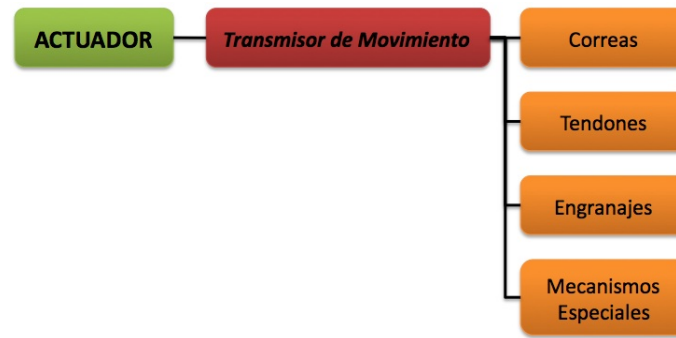 ACTUADOR
Transmisor de Movimiento
Correas
Tendones
Engranajes
Mecanismos
Especiales